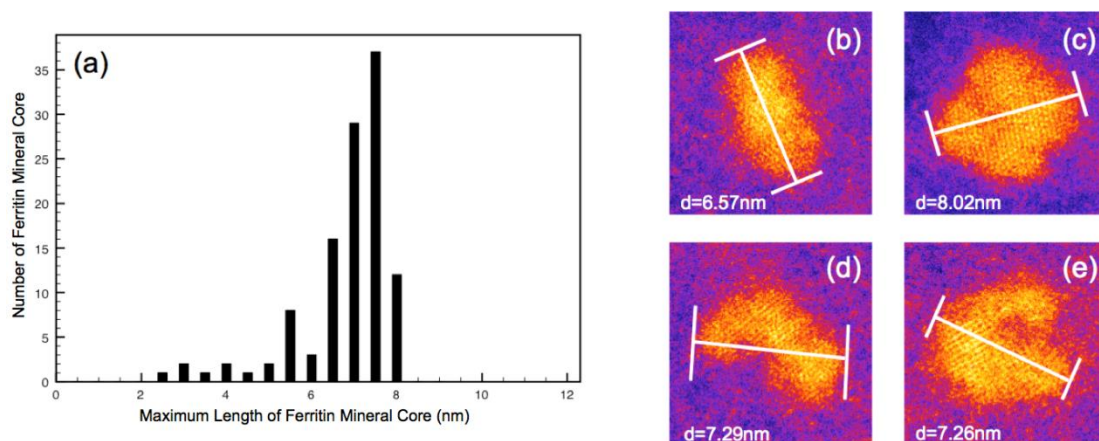 (a)
Number of Ferritin Mineral Core
35
30
25
20
15
10
5
0
0 2 4 6 8 10 12
Maximum Length of Ferritin Mineral Core (nm)
(b)
d=6.57nm
(c)
d=8.02nm
(d)
d=7.29nm
(e)
d=7.26nm